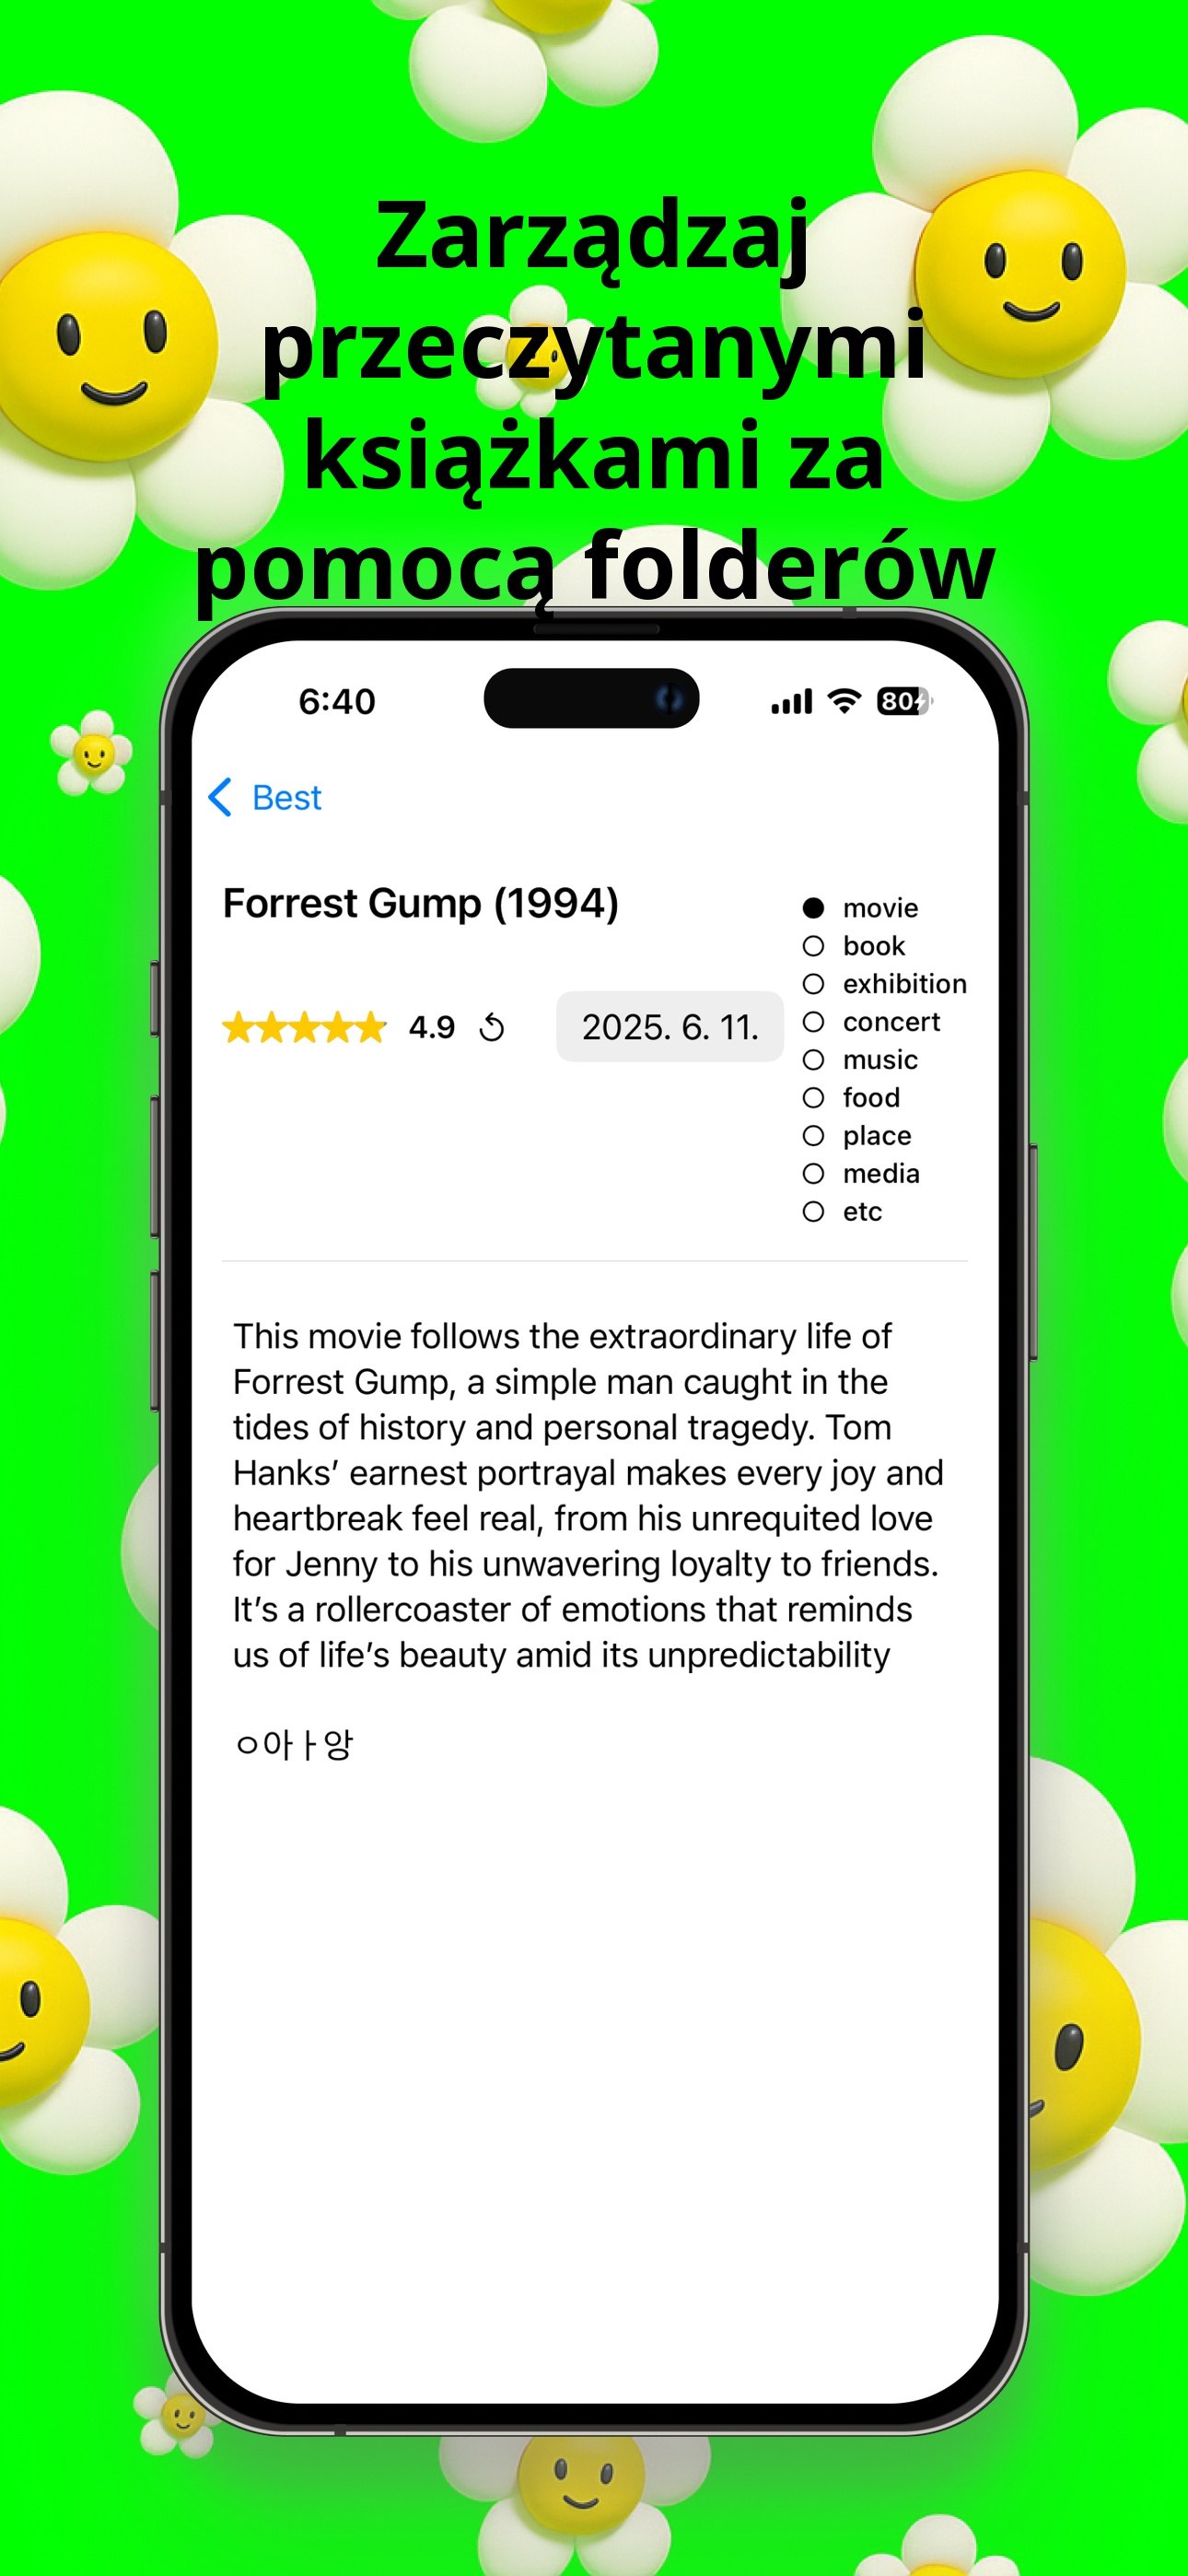 Zarządzaj
przeczytanymi
książkami za
pomocą folderów
6:40
80
Best
Forrest Gump (1994)
4.9
2025. 6. 11.
movie
book
exhibition
concert
music
food
place
media
etc
This movie follows the extraordinary life of
Forrest Gump, a simple man caught in the
tides of history and personal tragedy. Tom
Hanks’ earnest portrayal makes every joy and
heartbreak feel real, from his unrequited love
for Jenny to his unwavering loyalty to friends.
It’s a rollercoaster of emotions that reminds
us of life’s beauty amid its unpredictability
ㅇ아ㅏ앙